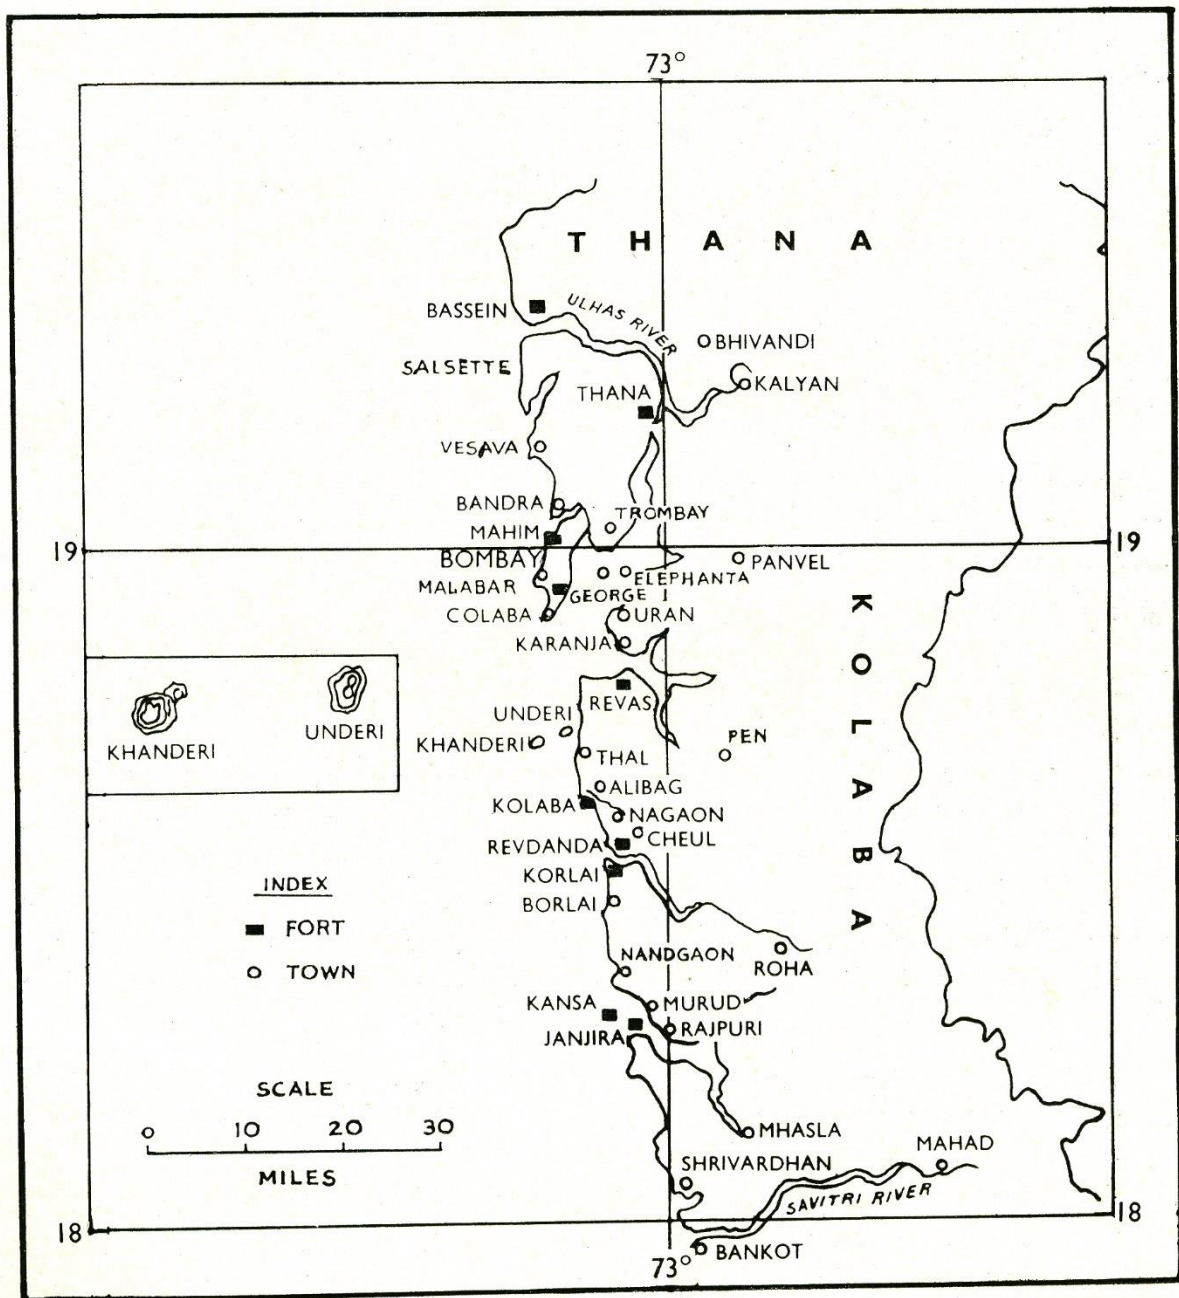 73°
THANA
BASSEIN
ULHAS RIVER
BHIVANDI
SALSETTE
THANA
KALYAN
VESAVA
BANDRA
TROMBAY
MAHIM
19
19
BOMBAY
PANVEL
MALABAR
ELEPHANTA
GEORGE
COLABA
URAN
KARANJA
KOLABA
REVAS
UNDERI
KHANDERI
PEN
KHANDERI
UNDERI
THAL
ALIBAG
KOLABA
NAGAON
CHEUL
REVDANDA
KORLAI
BORLAI
INDEX
FORT
TOWN
NANDGAON
ROHA
KANSA
MURUD
JANJIRA
RAJPURI
SCALE
0 10 20 30
MILES
MHASLA
MAHAD
SHRIVARDHAN
SAVITRI RIVER
18
18
BANKOT
73°